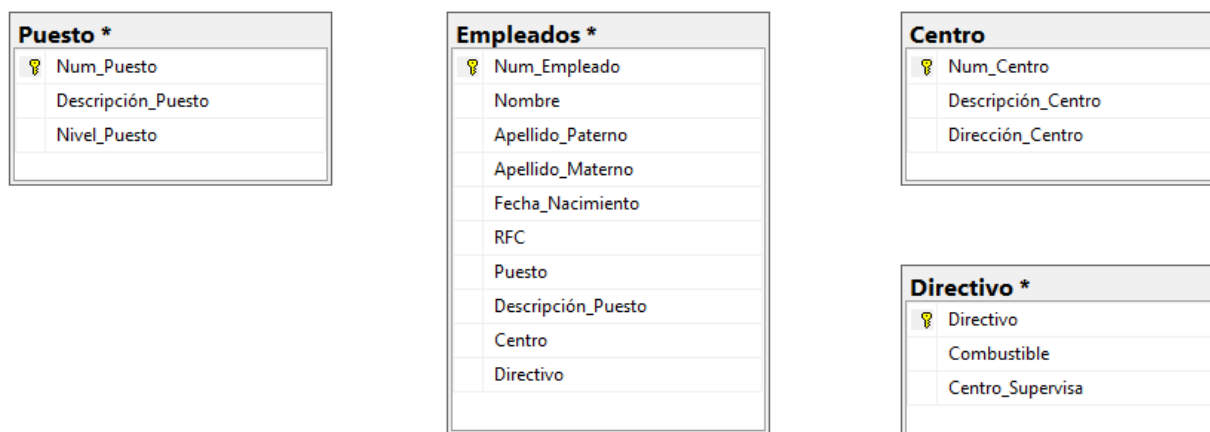 Puesto *
Num_Puesto
Descripción_Puesto
Nivel_Puesto
Empleados *
Num_Empleado
Nombre
Apellido_Paterno
Apellido_Materno
Fecha_Nacimiento
RFC
Puesto
Descripción_Puesto
Centro
Directivo
Centro
Num_Centro
Descripción_Centro
Dirección_Centro
Directivo *
Directivo
Combustible
Centro_Supervisa